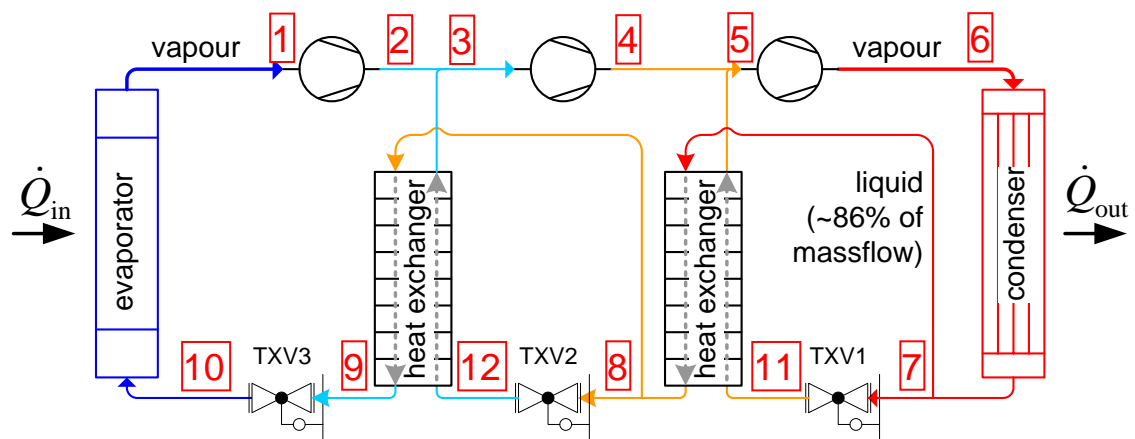 vapour
1
2
3
4
5
vapour
6
Q̇in
evaporator
heat exchanger
heat exchanger
liquid
(~86% of
massflow)
condenser
Q̇out
10
TXV3
9
12
TXV2
8
11
TXV1
7